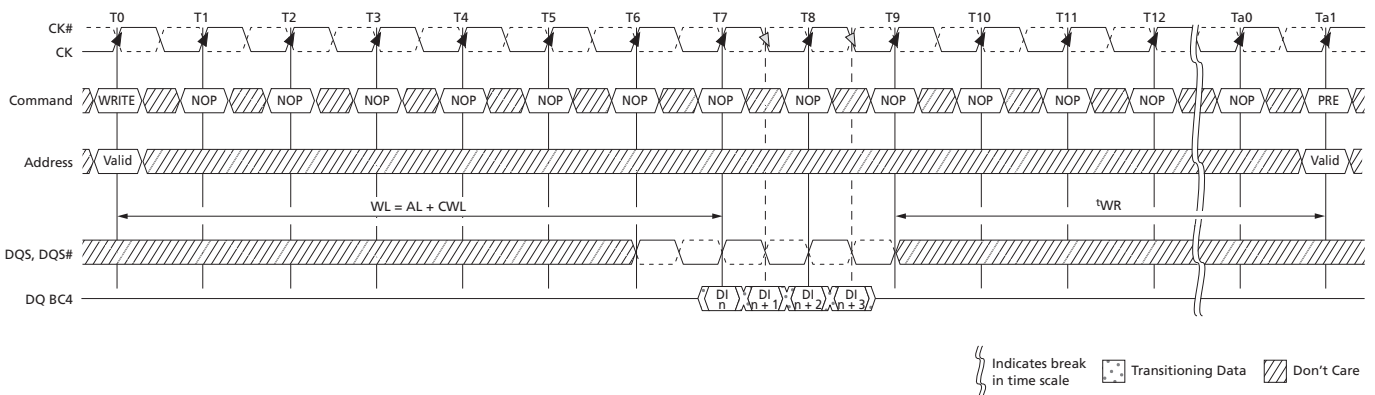 T0 T1 T2 T3 T4 T5 T6 T7 T8 T9 T10 T11 T12 Ta0 Ta1
CK#
CK
Command WRITE NOP NOP NOP NOP NOP NOP NOP NOP NOP NOP NOP NOP NOP PRE
Address Valid Valid
WL = AL + CWL tWR
DQS, DQS#
DQ BC4 DI n DI n + 1 DI n + 2 DI n + 3
Indicates break
in time scale
Transitioning Data
Don't Care